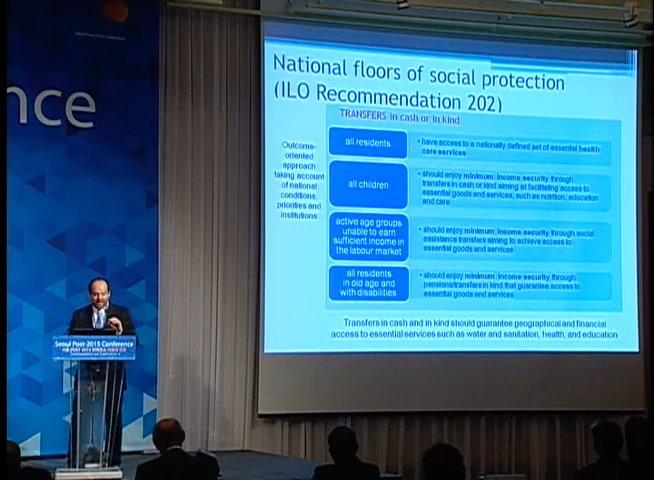 nce
National floors of social protection
(ILO Recommendation 202)
TRANSFERS in cash or in kind
Outcome-
oriented
approach
taking account
of national
conditions,
priorities and
institutions
all residents
• have access to a nationally defined set of essential health
care services
all children
• should enjoy minimum income security through
transfers in cash or kind aiming at facilitating access to
essential goods and services, such as nutrition, education
and care
active age groups
unable to earn
sufficient income in
the labour market
• should enjoy minimum income security through social
assistance transfers aiming to achieve access to
essential goods and services
all residents
in old age and
with disabilities
• should enjoy minimum income security through
pensions/transfers in kind that guarantee access to
essential goods and services
Transfers in cash and in kind should guarantee geographical and financial
access to essential services such as water and sanitation, health, and education
Seoul Post-2015 Conference